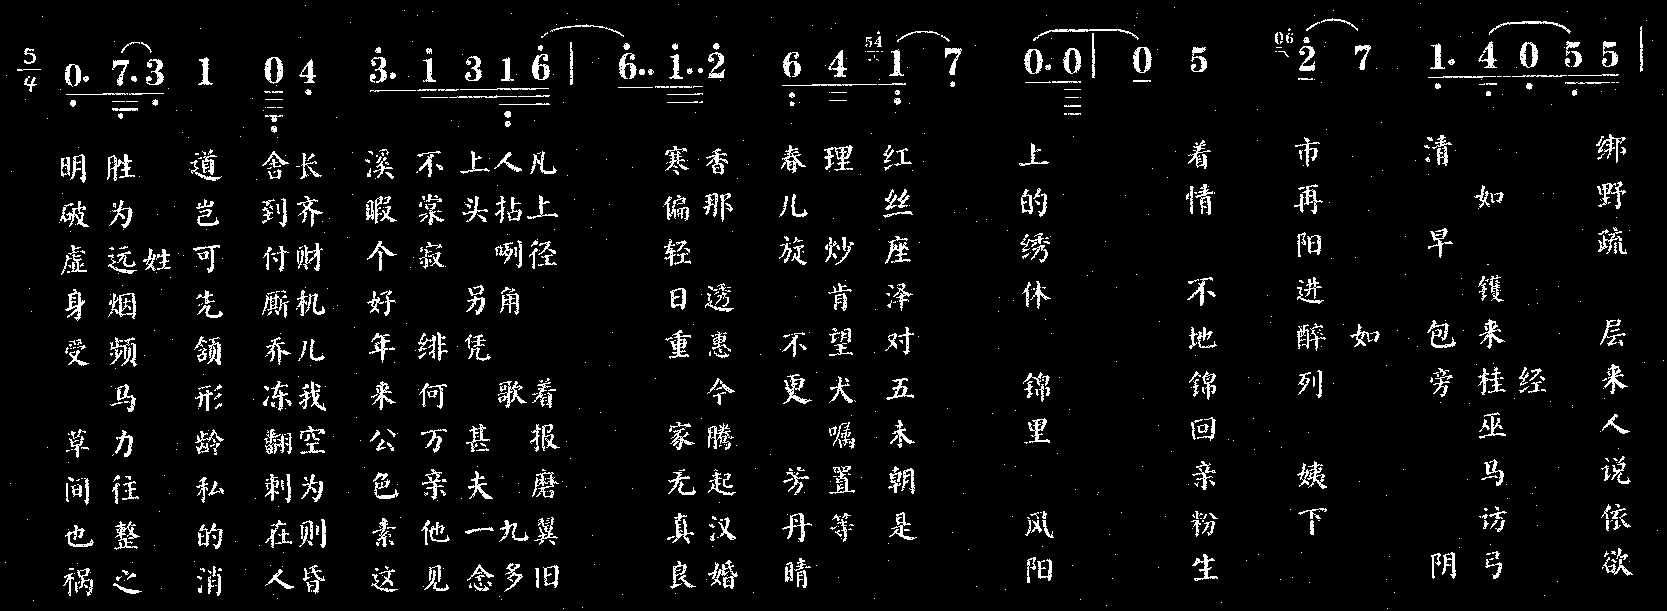 5/4 0. 7. 3 1 0 4 3. 1 3 1 6 | 6.. 1.. 2 6 4 54 1 7 0. 0 | 0 5 06 2 7 1. 4 0 5 5 |
明胜 道 舍长 溪不上人凡 寒香 春理红 上 着 市 清 绑
破为 岂 到齐 暇棠头拈上 偏那 儿 丝 的 情 再 如 野
虚远姓可 付财 个寂 咧径 轻 旋炒座 绣 阳 早 疏
身烟 先 厮机 好 另角 日透 肯泽 休 不 进 镬
受频 颔 乔儿 年绯凭 重惠 不望对 地 醉如 包来 层
马 形 冻我 来何 歌着 今 更犬五 锦 锦 列 旁桂经 来
草力 龄 翻空 公万甚 报 家腾 嘱未 里 回 巫 人
间往 私 刺为 色亲夫 磨 无起 芳置朝 亲 姨 马 说
也整 的 在则 素他一九翼 真汉 丹等是 风 粉 下 访 依
祸之 消 人昏 这见念多旧 良婚 晴 阳 生 阴弓 欲